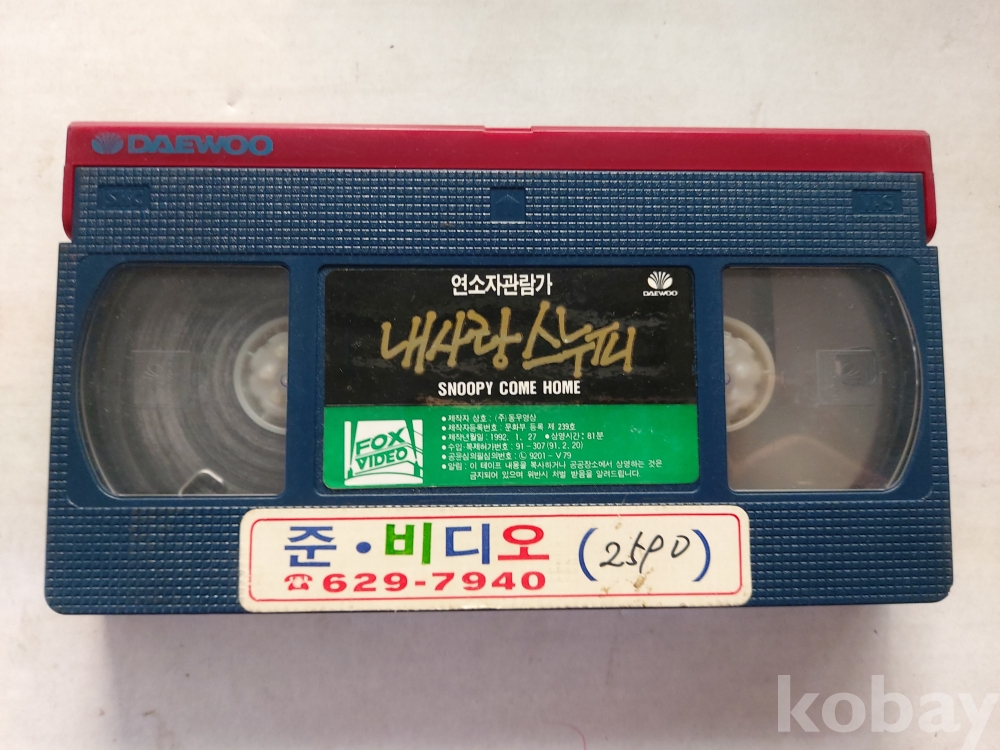 DAEWOO
연소자관람가
DAEWOO
내사랑 스누피
SNOOPY COME HOME
FOX VIDEO
• 제작자 상호 : (주) 동우영상
• 제작자등록번호 : 문화부 등록 제 239호
• 제작년월일 : 1992. 1. 27 • 상영시간 : 81분
• 수입·복제허가번호 : 91-307(91. 2. 20)
• 공윤심의필심의번호 : Ⓛ 9201-V79
• 알림 : 이 테이프 내용을 복사하거나 공공장소에서 상영하는 것은
금지되어 있으며 위반시 처벌 받음을 알려드립니다.
준·비디오 (2590)
☎629-7940
kobay